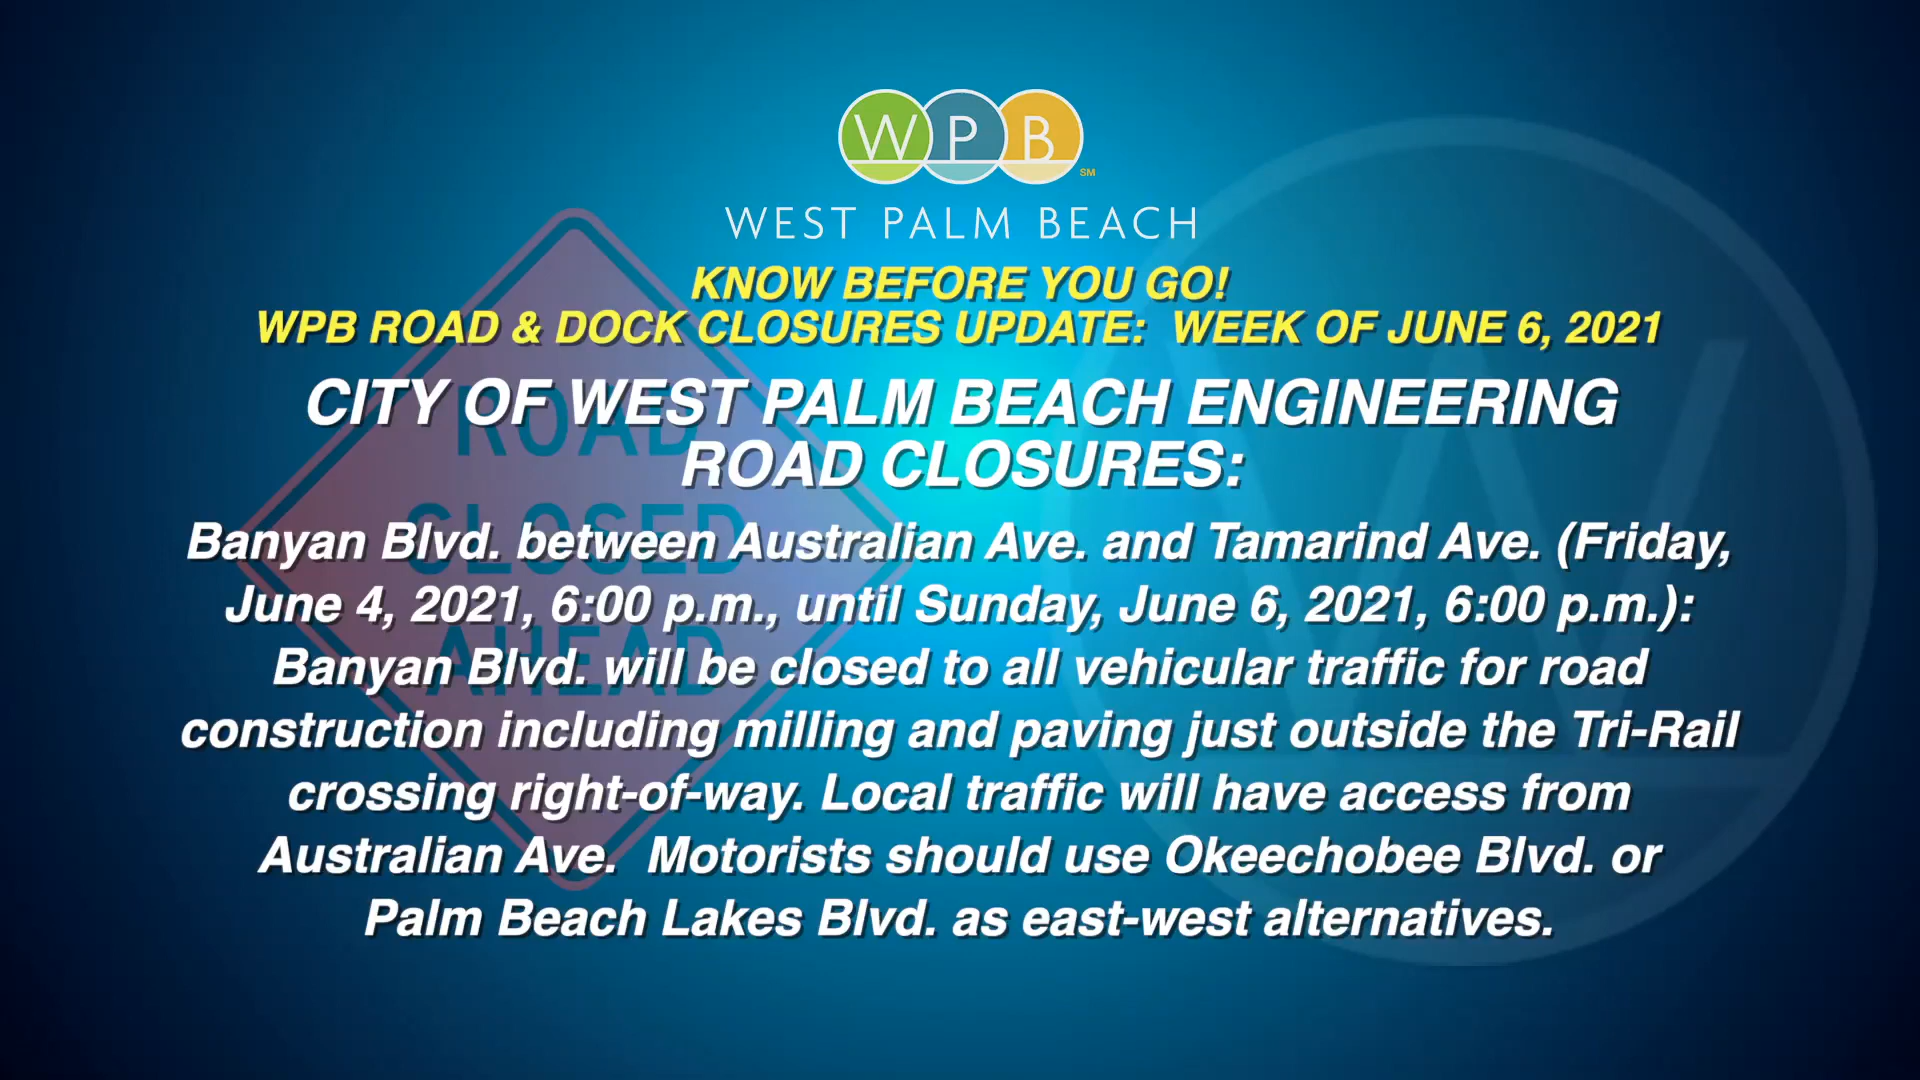 WPB SM
WEST PALM BEACH
KNOW BEFORE YOU GO!
WPB ROAD & DOCK CLOSURES UPDATE:  WEEK OF JUNE 6, 2021
CITY OF WEST PALM BEACH ENGINEERING
ROAD CLOSURES:
Banyan Blvd. between Australian Ave. and Tamarind Ave. (Friday,
June 4, 2021, 6:00 p.m., until Sunday, June 6, 2021, 6:00 p.m.):
Banyan Blvd. will be closed to all vehicular traffic for road
construction including milling and paving just outside the Tri-Rail
crossing right-of-way. Local traffic will have access from
Australian Ave.  Motorists should use Okeechobee Blvd. or
Palm Beach Lakes Blvd. as east-west alternatives.
ROAD
CLOSED
AHEAD
W